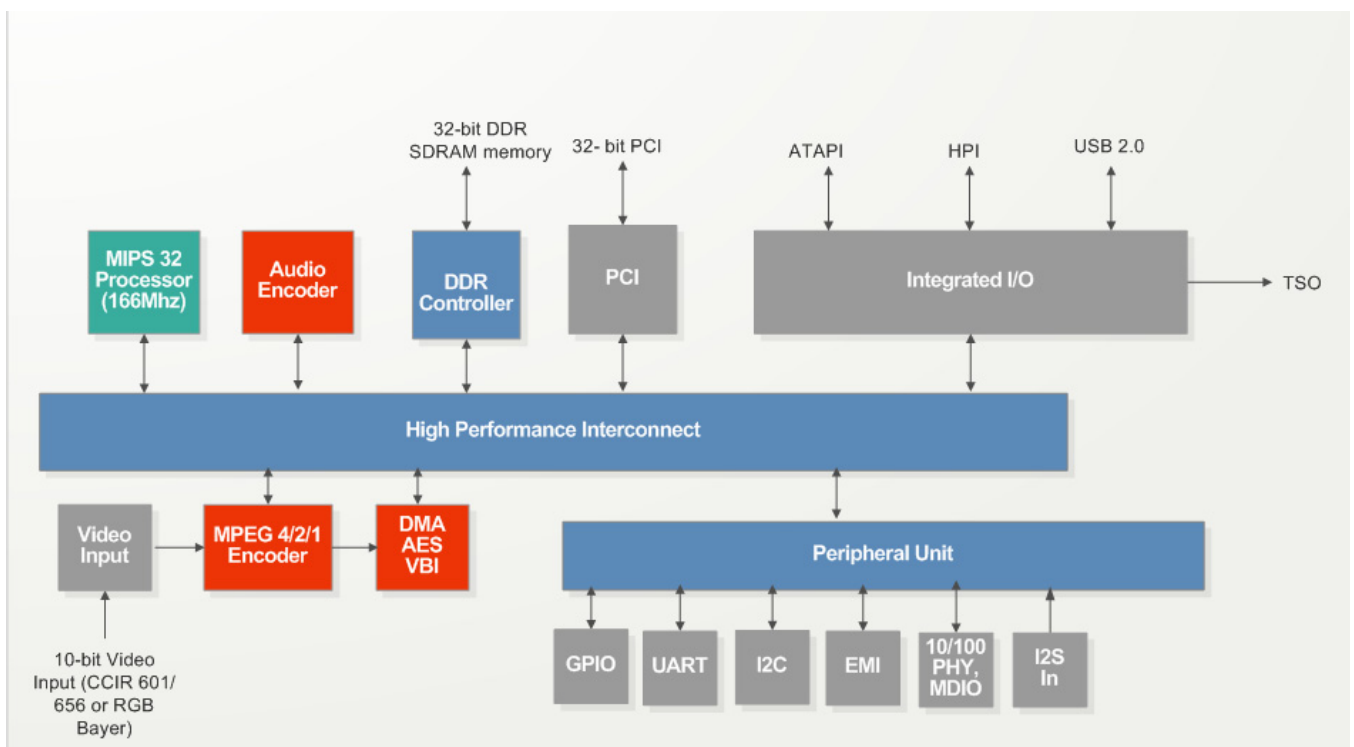 32-bit DDR
SDRAM memory
32- bit PCI
ATAPI
HPI
USB 2.0
MIPS 32
Processor
(166Mhz)
Audio
Encoder
DDR
Controller
PCI
Integrated I/O
TSO
High Performance Interconnect
Video
Input
MPEG 4/2/1
Encoder
DMA
AES
VBI
Peripheral Unit
10-bit Video
Input (CCIR 601/
656 or RGB
Bayer)
GPIO
UART
I2C
EMI
10/100
PHY,
MDIO
I2S
In